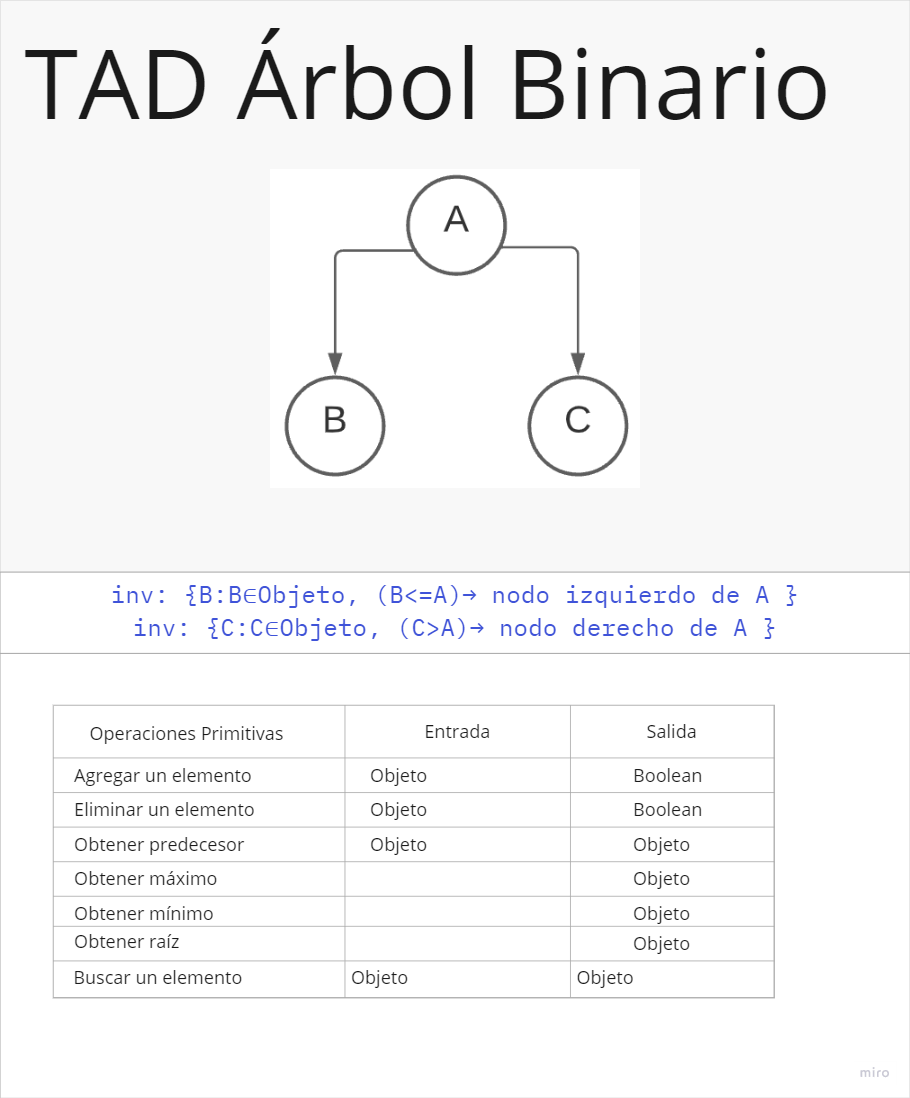 TAD Árbol Binario
A
B
C
inv: {B:B∈Objeto, (B<=A)→ nodo izquierdo de A }
inv: {C:C∈Objeto, (C>A)→ nodo derecho de A }
Operaciones Primitivas Entrada Salida
Agregar un elemento Objeto Boolean
Eliminar un elemento Objeto Boolean
Obtener predecesor Objeto Objeto
Obtener máximo Objeto
Obtener mínimo Objeto
Obtener raíz Objeto
Buscar un elemento Objeto Objeto
miro